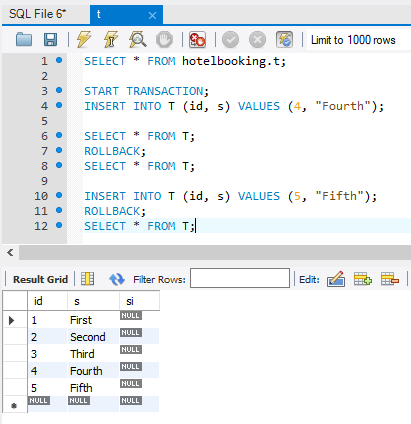 SQL File 6*
t
Limit to 1000 rows
1 SELECT * FROM hotelbooking.t;
2
3 START TRANSACTION;
4 INSERT INTO T (id, s) VALUES (4, "Fourth");
5
6 SELECT * FROM T;
7 ROLLBACK;
8 SELECT * FROM T;
9
10 INSERT INTO T (id, s) VALUES (5, "Fifth");
11 ROLLBACK;
12 SELECT * FROM T;
Result Grid Filter Rows: Edit:
id s si
1 First NULL
2 Second NULL
3 Third NULL
4 Fourth NULL
5 Fifth NULL
NULL NULL NULL